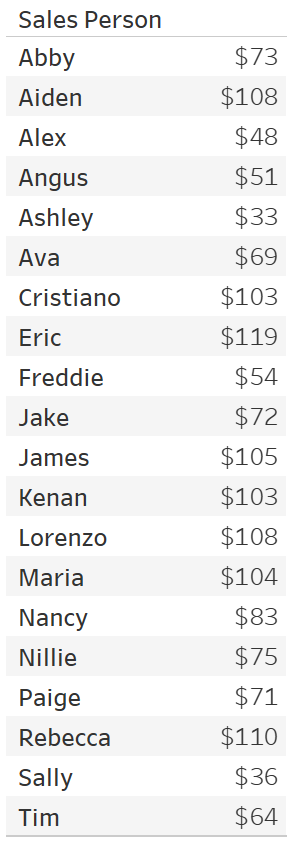 Sales Person
Abby $73
Aiden $108
Alex $48
Angus $51
Ashley $33
Ava $69
Cristiano $103
Eric $119
Freddie $54
Jake $72
James $105
Kenan $103
Lorenzo $108
Maria $104
Nancy $83
Nillie $75
Paige $71
Rebecca $110
Sally $36
Tim $64